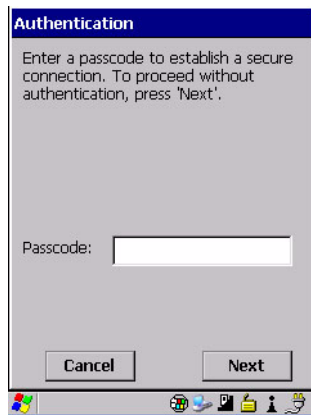 Authentication
Enter a passcode to establish a secure
connection. To proceed without
authentication, press 'Next'.
Passcode:
Cancel
Next